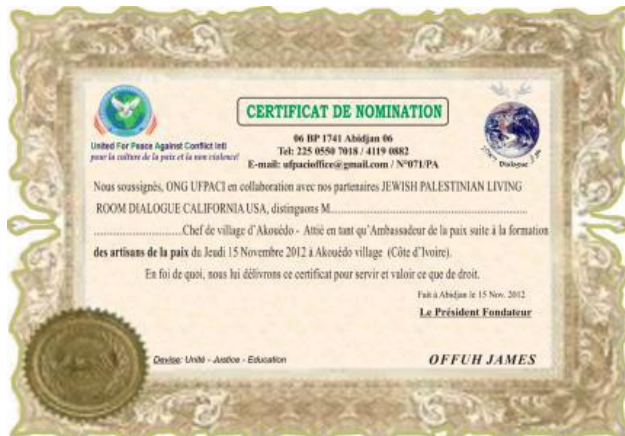 CERTIFICAT DE NOMINATION
United For Peace Against Conflict Intl
pour la culture de la paix et la non violence!
06 BP 1741 Abidjan 06
Tel: 225 0550 7018 / 4119 0882
E-mail: ufpacioffice@gmail.com / N°071/PA
Dialogue
Nous soussignés, ONG UFPACI en collaboration avec nos partenaires JEWISH PALESTINIAN LIVING
ROOM DIALOGUE CALIFORNIA USA, distinguons M..........................................................
..........................Chef de village d'Akouédo - Attié en tant qu'Ambassadeur de la paix suite à la formation
des artisans de la paix du Jeudi 15 Novembre 2012 à Akouédo village (Côte d'Ivoire).
En foi de quoi, nous lui délivrons ce certificat pour servir et valoir ce que de droit.
Fait à Abidjan le 15 Nov. 2012
Le Président Fondateur
Devise: Unité - Justice - Education
OFFUH JAMES